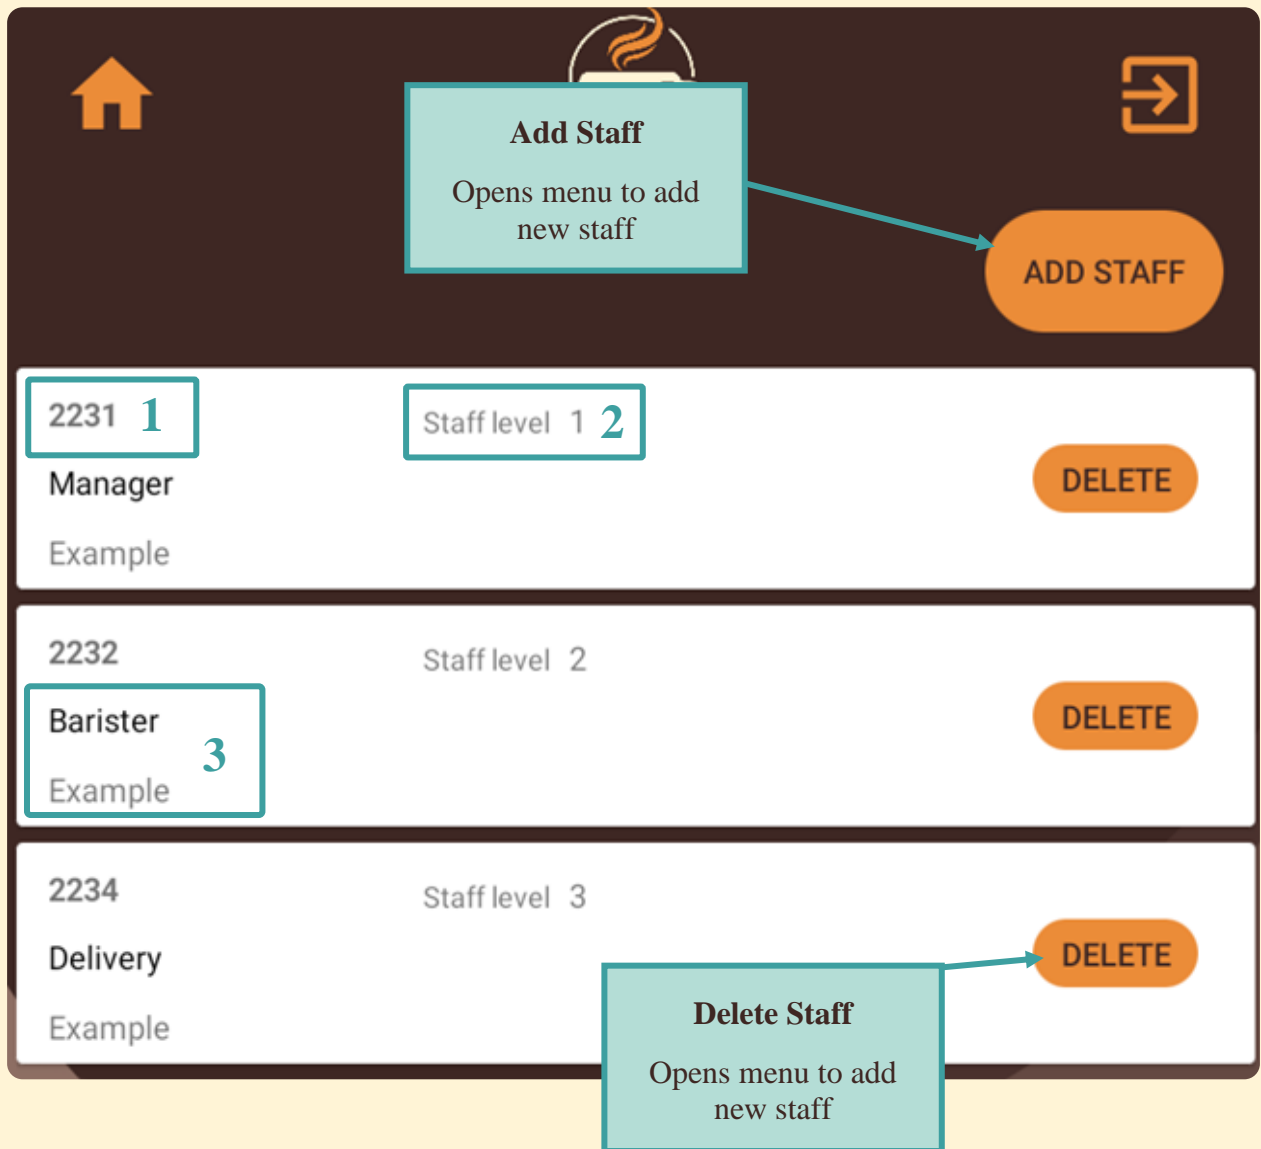 Add Staff
Opens menu to add
new staff
ADD STAFF
2231 1
Staff level 1 2
Manager
DELETE
Example
2232
Staff level 2
Barister
DELETE
3
Example
2234
Staff level 3
Delivery
DELETE
Example
Delete Staff
Opens menu to add
new staff